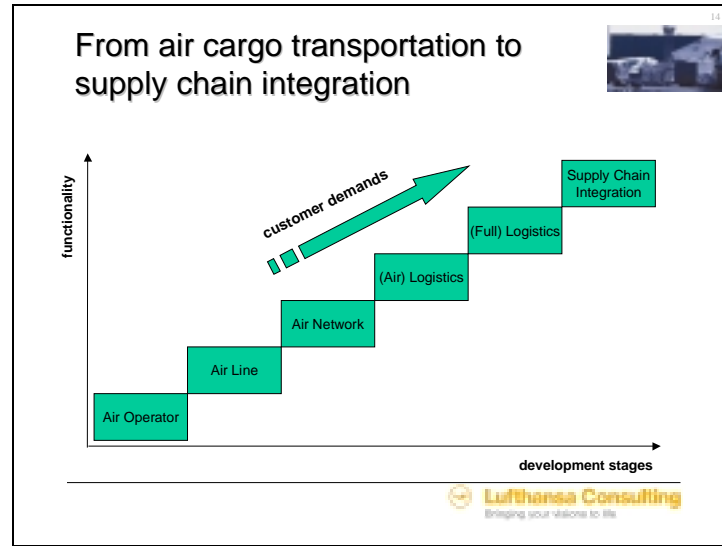 14
From air cargo transportation to
supply chain integration
functionality
customer demands
Supply Chain
Integration
(Full) Logistics
(Air) Logistics
Air Network
Air Line
Air Operator
development stages
Lufthansa Consulting
Bringing your visions to life.